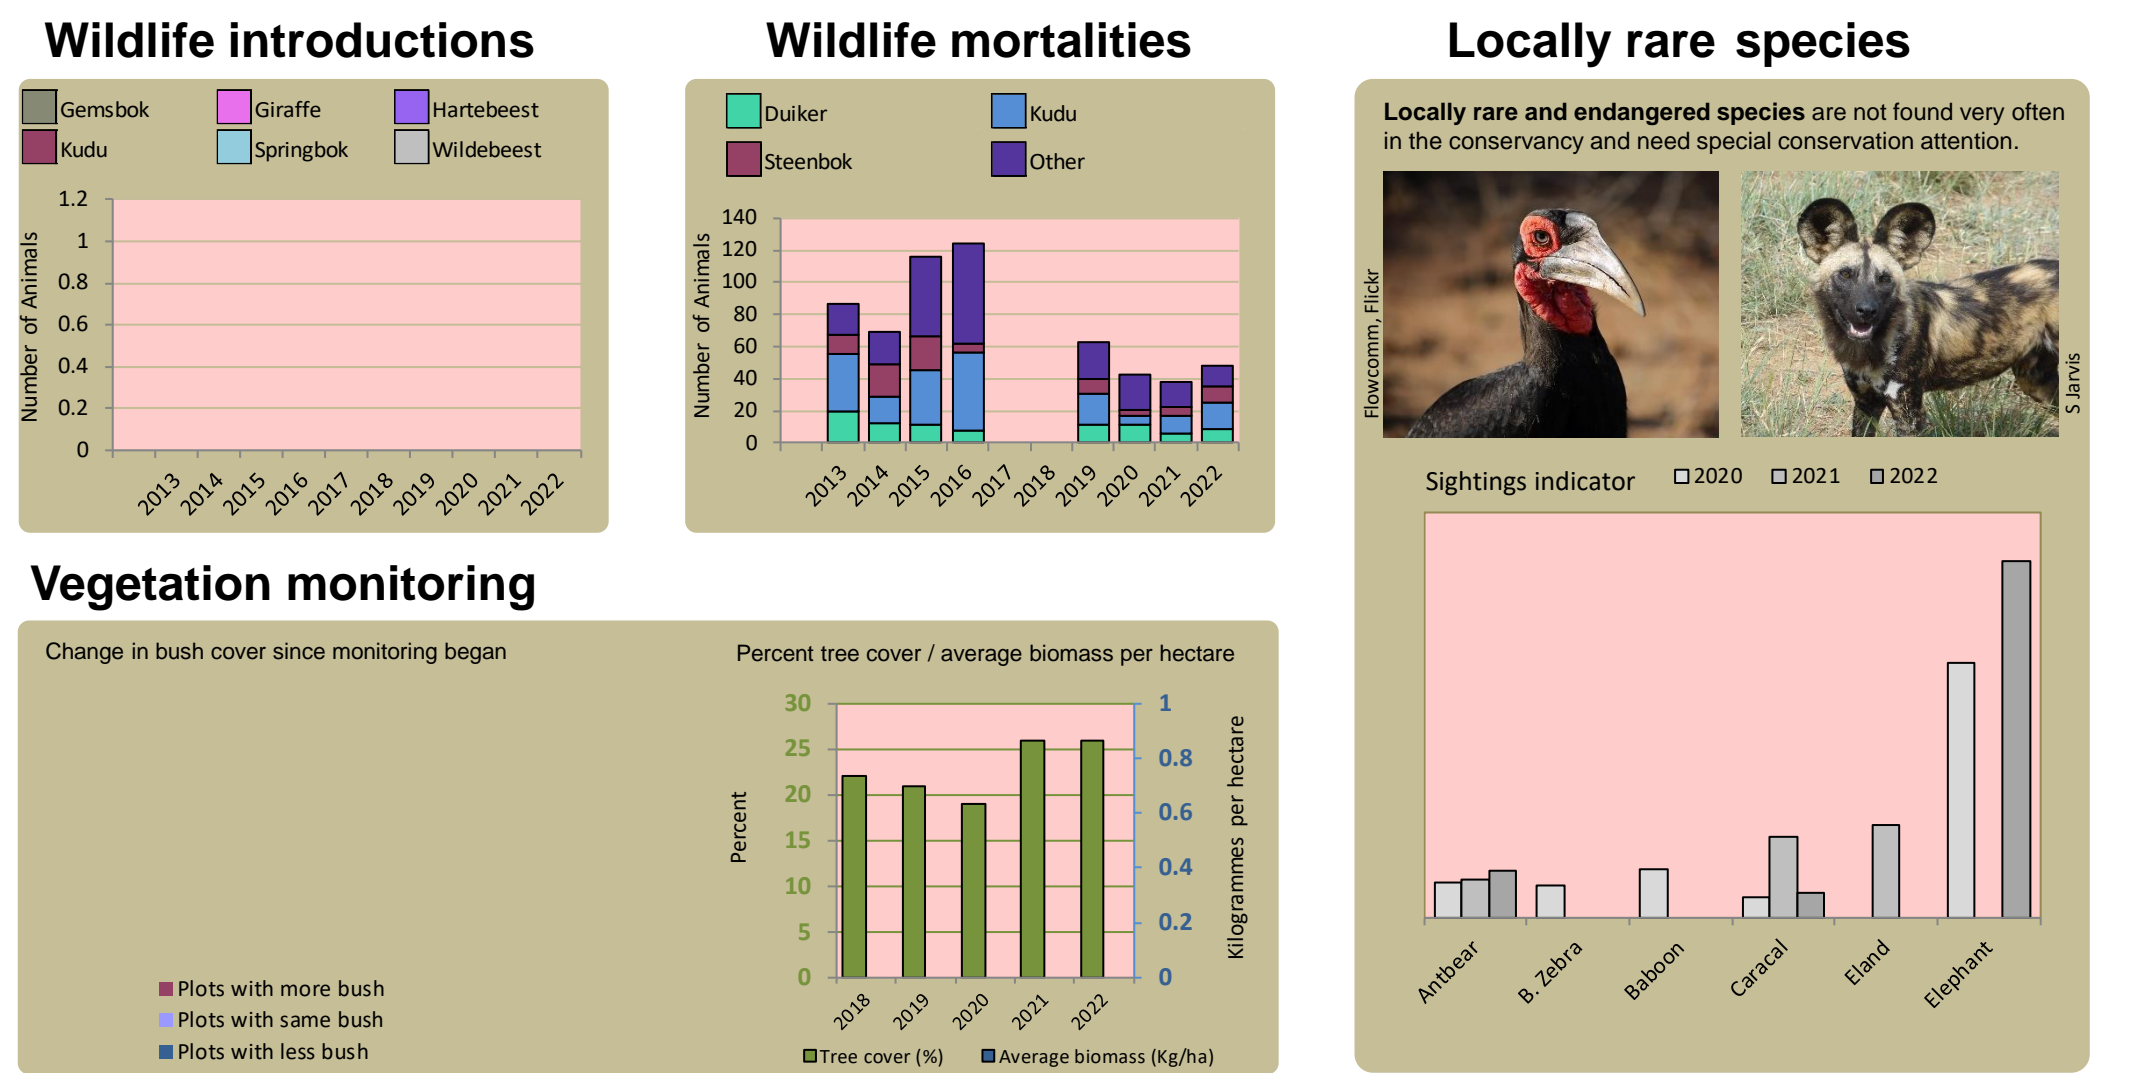 Wildlife introductions
Gemsbok Giraffe Hartebeest
Kudu Springbok Wildebeest
Number of Animals
1.2
1
0.8
0.6
0.4
0.2
0
2013 2014 2015 2016 2017 2018 2019 2020 2021 2022
Wildlife mortalities
Duiker Kudu
Steenbok Other
Number of Animals
140
120
100
80
60
40
20
0
2013 2014 2015 2016 2017 2018 2019 2020 2021 2022
Locally rare species
Locally rare and endangered species are not found very often
in the conservancy and need special conservation attention.
Flowcomm, Flickr
S Jarvis
Sightings indicator 2020 2021 2022
Antbear B. Zebra Baboon Caracal Eland Elephant
Vegetation monitoring
Change in bush cover since monitoring began
Plots with more bush
Plots with same bush
Plots with less bush
Percent tree cover / average biomass per hectare
Percent
30
25
20
15
10
5
0
1
0.8
0.6
0.4
0.2
0
Kilogrammes per hectare
2018 2019 2020 2021 2022
Tree cover (%) Average biomass (Kg/ha)